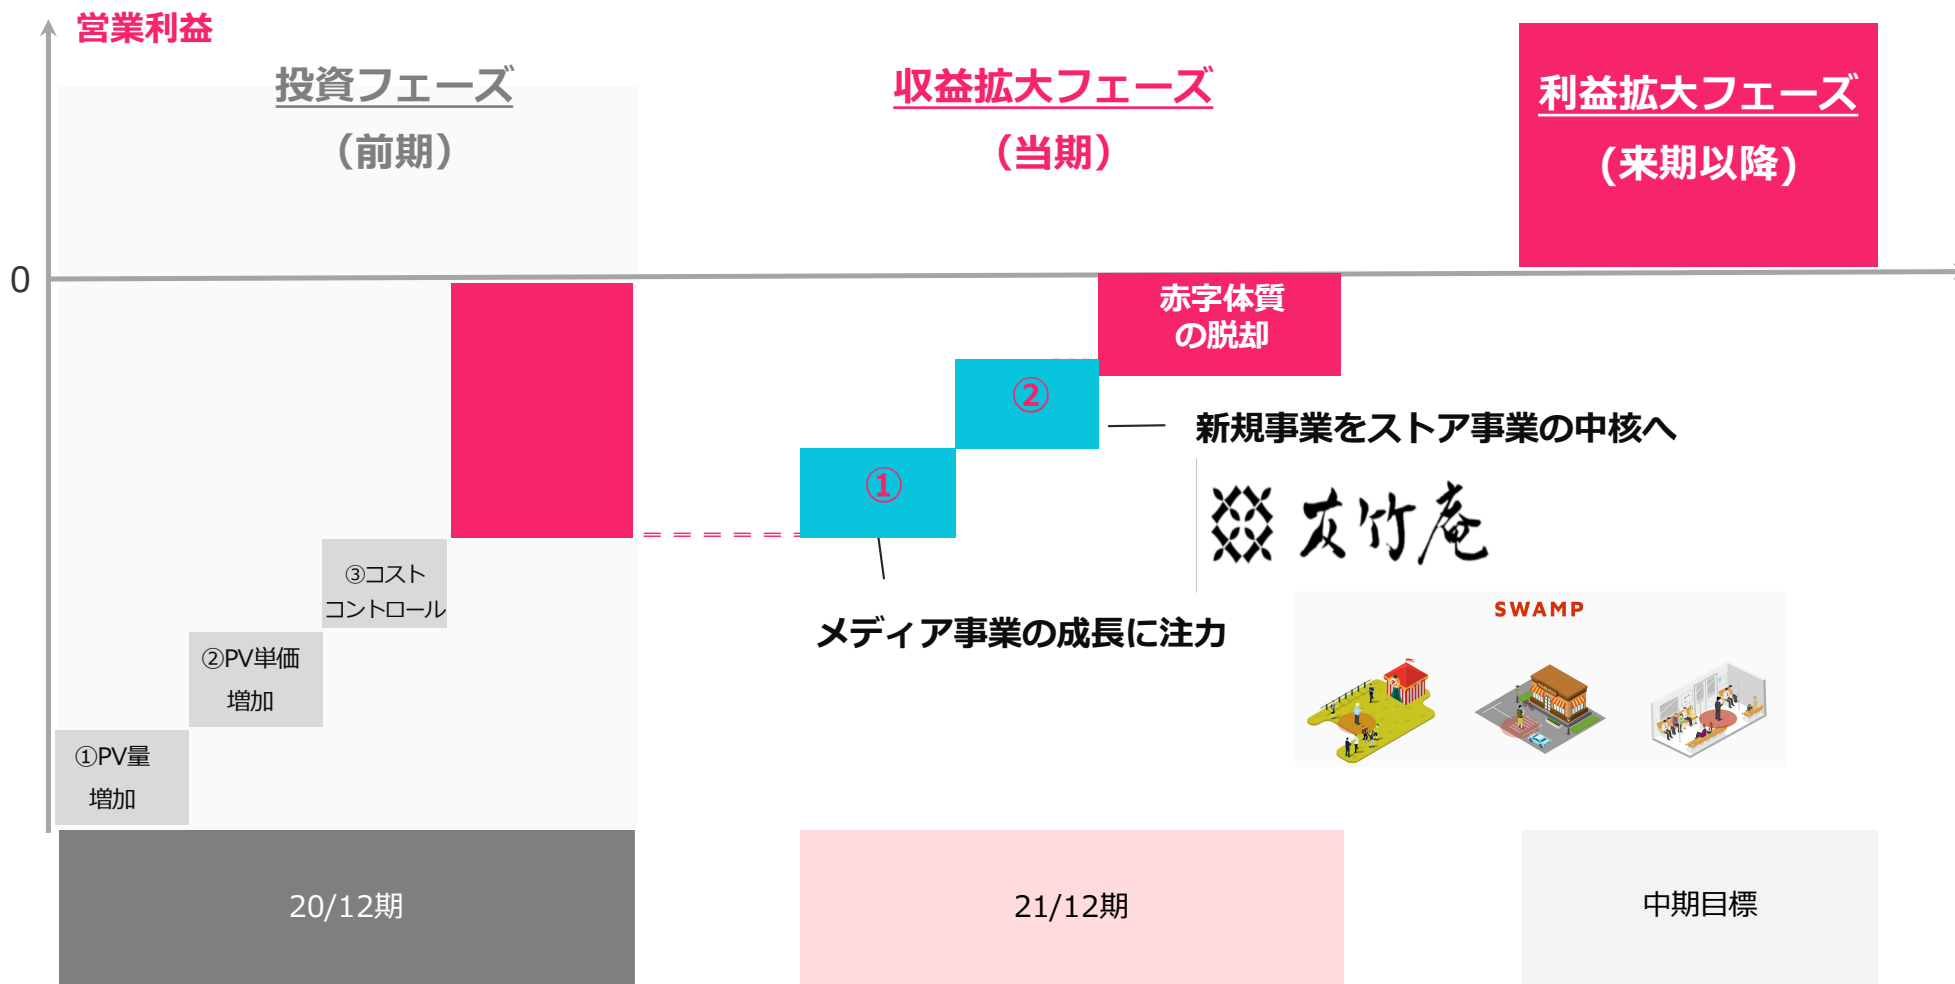 営業利益
投資フェーズ
（前期）
収益拡大フェーズ
（当期）
利益拡大フェーズ
(来期以降)
0
赤字体質
の脱却
②
新規事業をストア事業の中核へ
①
友竹庵
③コスト
コントロール
メディア事業の成長に注力
SWAMP
②PV単価
増加
①PV量
増加
20/12期
21/12期
中期目標